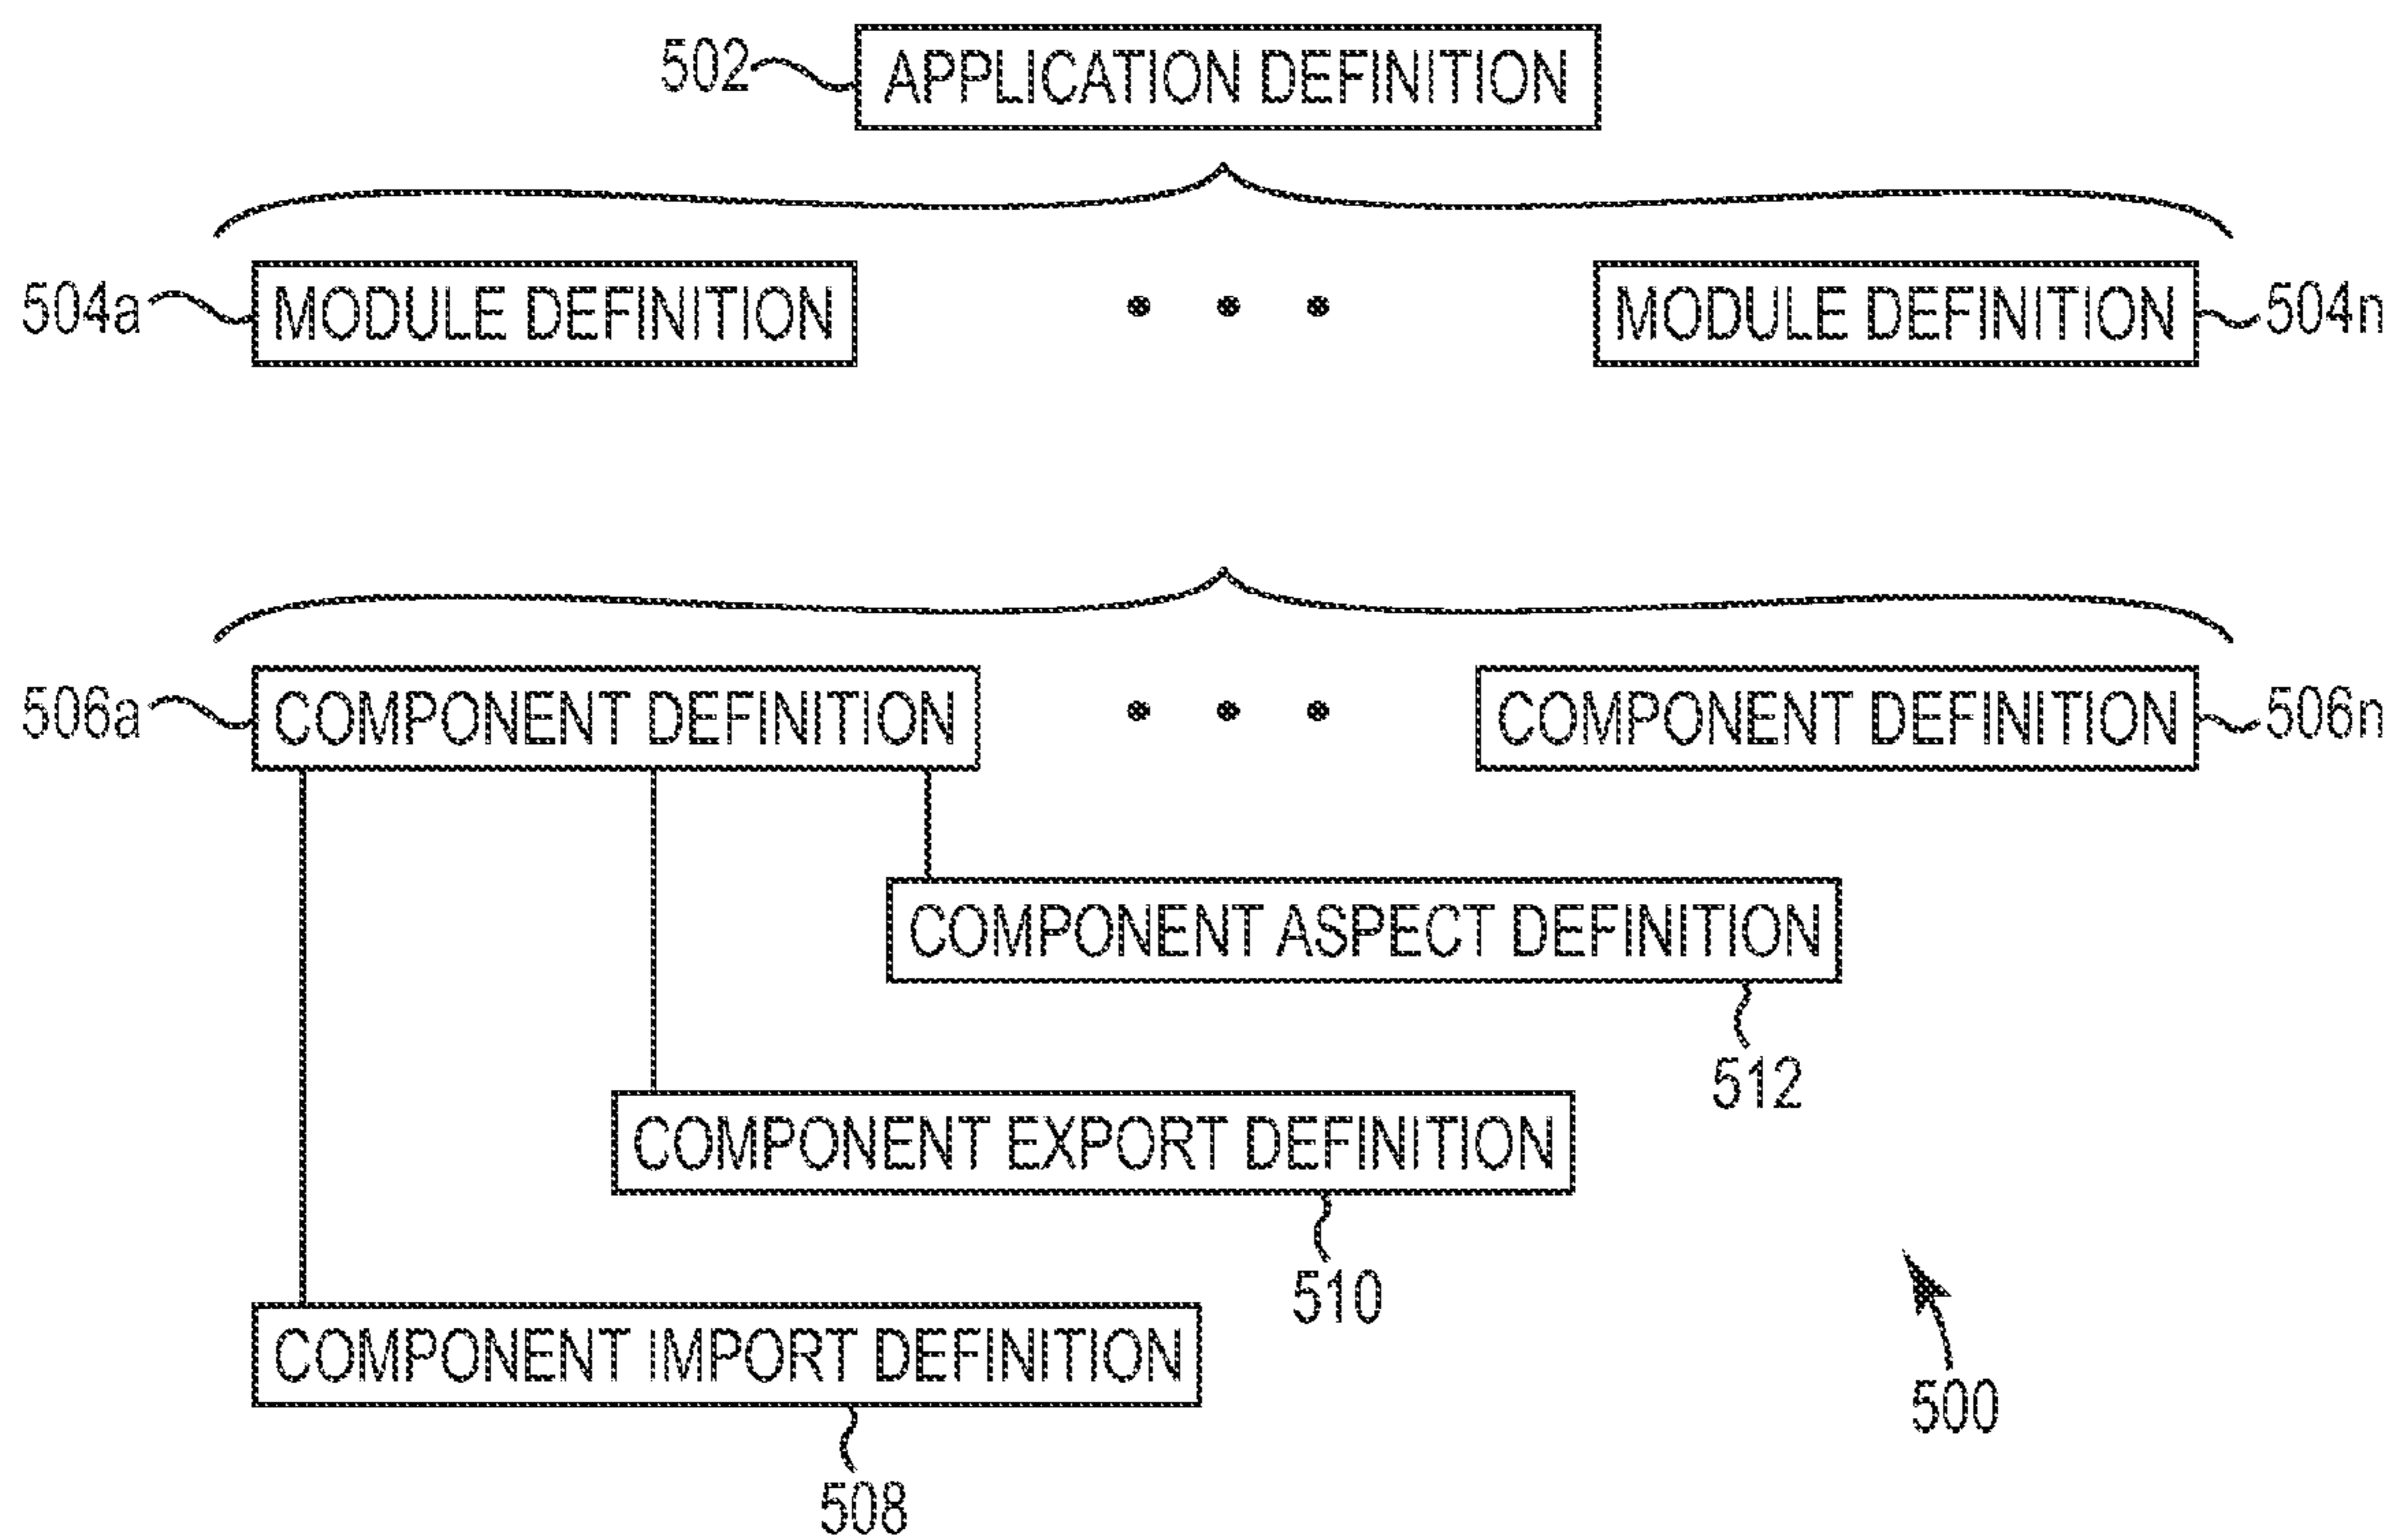 502 APPLICATION DEFINITION
504a MODULE DEFINITION MODULE DEFINITION 504n
506a COMPONENT DEFINITION COMPONENT DEFINITION 506n
COMPONENT ASPECT DEFINITION
512
COMPONENT EXPORT DEFINITION
510
COMPONENT IMPORT DEFINITION
500
508